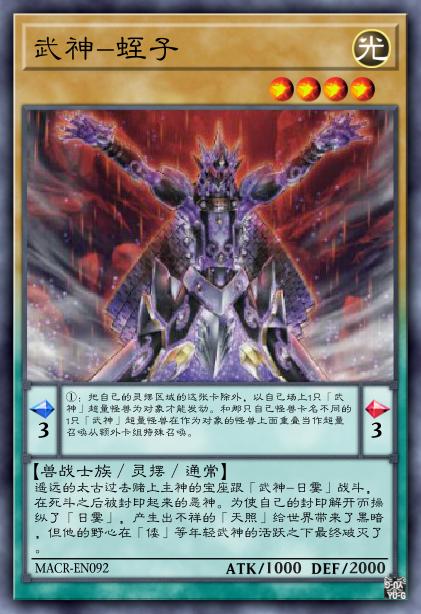 武神-蛭子
光
①：把自己的灵摆区域的这张卡除外，以自己场上1只「武
神」超量怪兽为对象才能发动。和那只自己怪兽卡名不同的
1只「武神」超量怪兽在作为对象的怪兽上面重叠当作超量
召唤从额外卡组特殊召唤。
3
3
【兽战士族／灵摆／通常】
遥远的太古过去赌上主神的宝座跟「武神-日霎」战斗，
在死斗之后被封印起来的恶神。为使自己的封印解开而操
纵了「日霎」，产生出不祥的「天照」给世界带来了黑暗
，但他的野心在「倭」等年轻武神的活跃之下最终破灭了
。
MACR-EN092
ATK/1000 DEF/2000